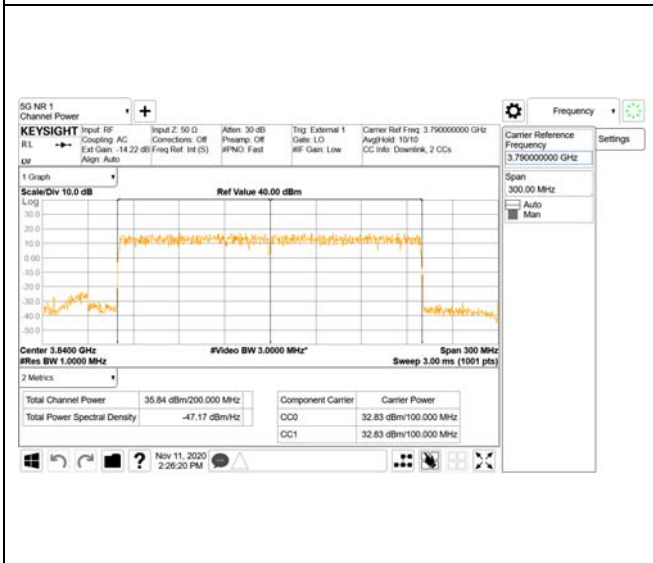 5G NR 1
Channel Power
Frequency
KEYSIGHT
RL
Input: RF
Coupling: AC
Ext Gain: -14.22 dB
Align: Auto
Input Z: 50 Ω
Corrections: Off
Freq Ref: Int (S)
Atten: 30 dB
Preamp: Off
#PNO: Fast
Trig: External 1
Gate: LO
#IF Gain: Low
Carrier Ref Freq: 3.790000000 GHz
Avg|Hold: 10/10
CC Info: Downlink, 2 CCs
Carrier Reference
Frequency
3.790000000 GHz
Settings
Span
300.00 MHz
Auto
Man
1 Graph
Scale/Div 10.0 dB
Ref Value 40.00 dBm
Log
30.0
20.0
10.0
0.00
-10.0
-20.0
-30.0
-40.0
-50.0
Center 3.8400 GHz
#Video BW 3.0000 MHz*
Span 300 MHz
#Res BW 1.0000 MHz
Sweep 3.00 ms (1001 pts)
2 Metrics
Total Channel Power 35.84 dBm/200.000 MHz
Total Power Spectral Density -47.17 dBm/Hz
Component Carrier Carrier Power
CC0 32.83 dBm/100.000 MHz
CC1 32.83 dBm/100.000 MHz
?
Nov 11, 2020
2:26:20 PM